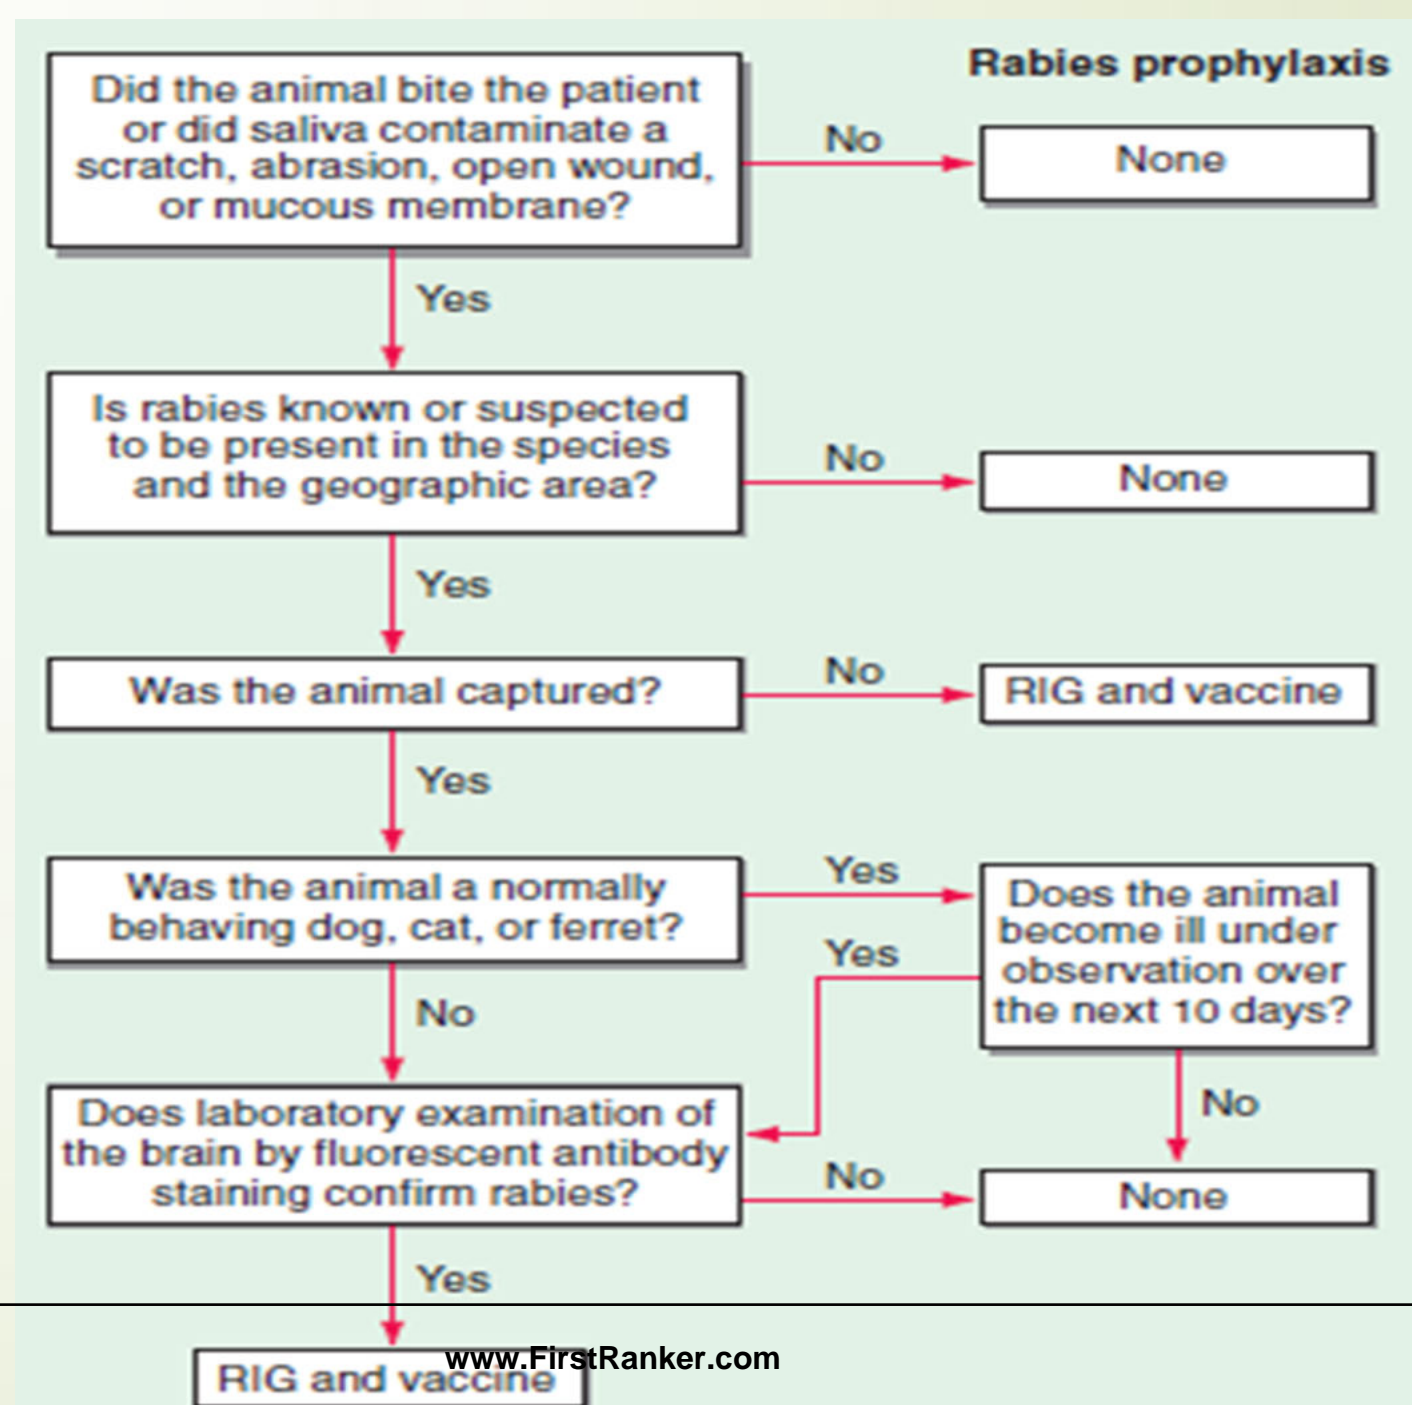 Rabies prophylaxis
Did the animal bite the patient
or did saliva contaminate a
scratch, abrasion, open wound,
or mucous membrane?
No
None
Yes
Is rabies known or suspected
to be present in the species
and the geographic area?
No
None
Yes
Was the animal captured?
No
RIG and vaccine
Yes
Was the animal a normally
behaving dog, cat, or ferret?
Yes
Does the animal
become ill under
observation over
the next 10 days?
Yes
No
No
Does laboratory examination of
the brain by fluorescent antibody
staining confirm rabies?
No
None
Yes
RIG and vaccine
www.FirstRanker.com